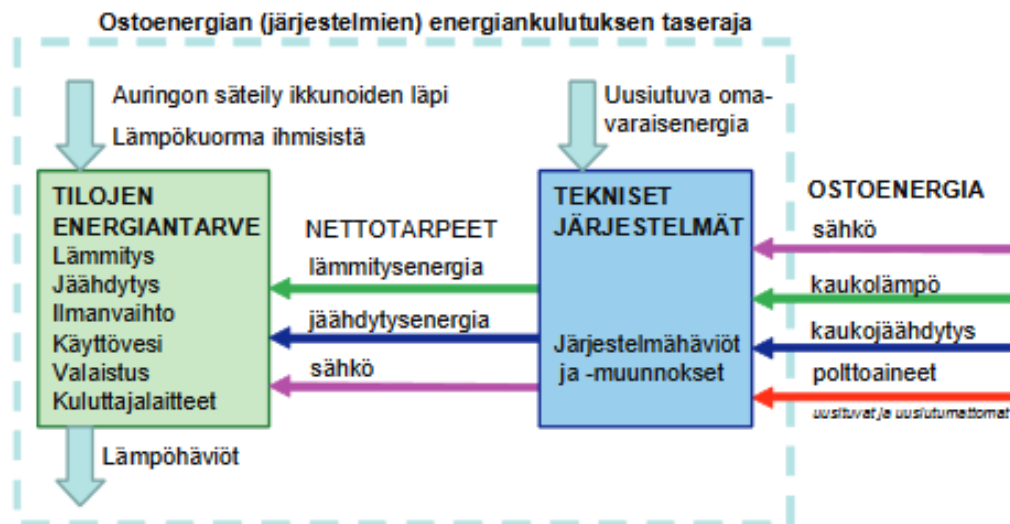 Ostoenergian (järjestelmien) energiankulutuksen taseraja
Auringon säteily ikkunoiden läpi
Lämpökuorma ihmisistä
Uusiutuva oma-
varaisenergia
TILOJEN
ENERGIANTARVE
Lämmitys
Jäähdytys
Ilmanvaihto
Käyttövesi
Valaistus
Kuluttajalaitteet
NETTOTARPEET
lämmitysenergia
jäähdytysenergia
sähkö
TEKNISET
JÄRJESTELMÄT
Järjestelmähäviöt
ja -muunnokset
OSTOENERGIA
sähkö
kaukolämpö
kaukojäähdytys
polttoaineet
uusituvat ja uusiutumattomat
Lämpöhäviöt